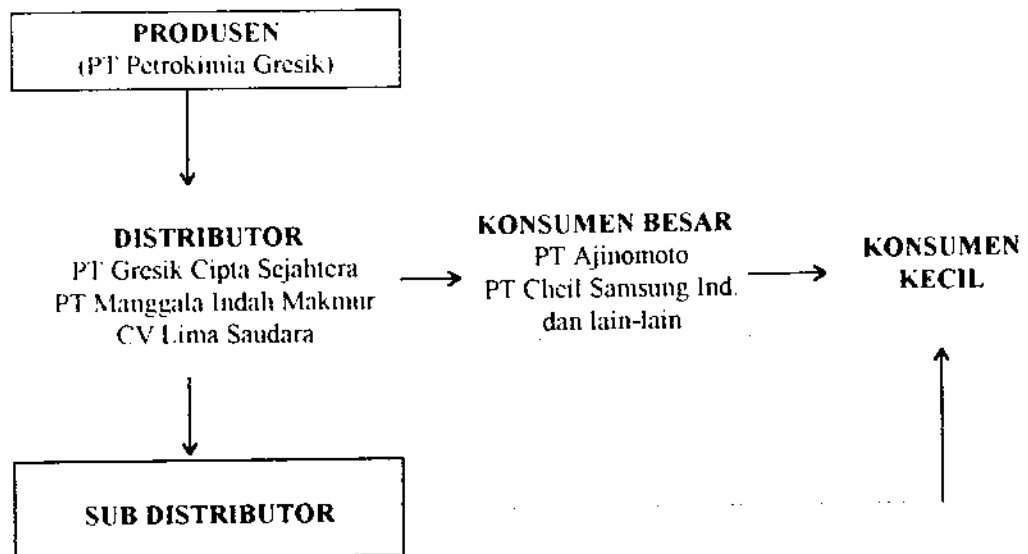 PRODUSEN
(PT Petrokimia Gresik)
DISTRIBUTOR
PT Gresik Cipta Sejahtera
PT Manggala Indah Makmur
CV Lima Saudara
KONSUMEN BESAR
PT Ajinomoto
PT Cheil Samsung Ind.
dan lain-lain
KONSUMEN
KECIL
SUB DISTRIBUTOR